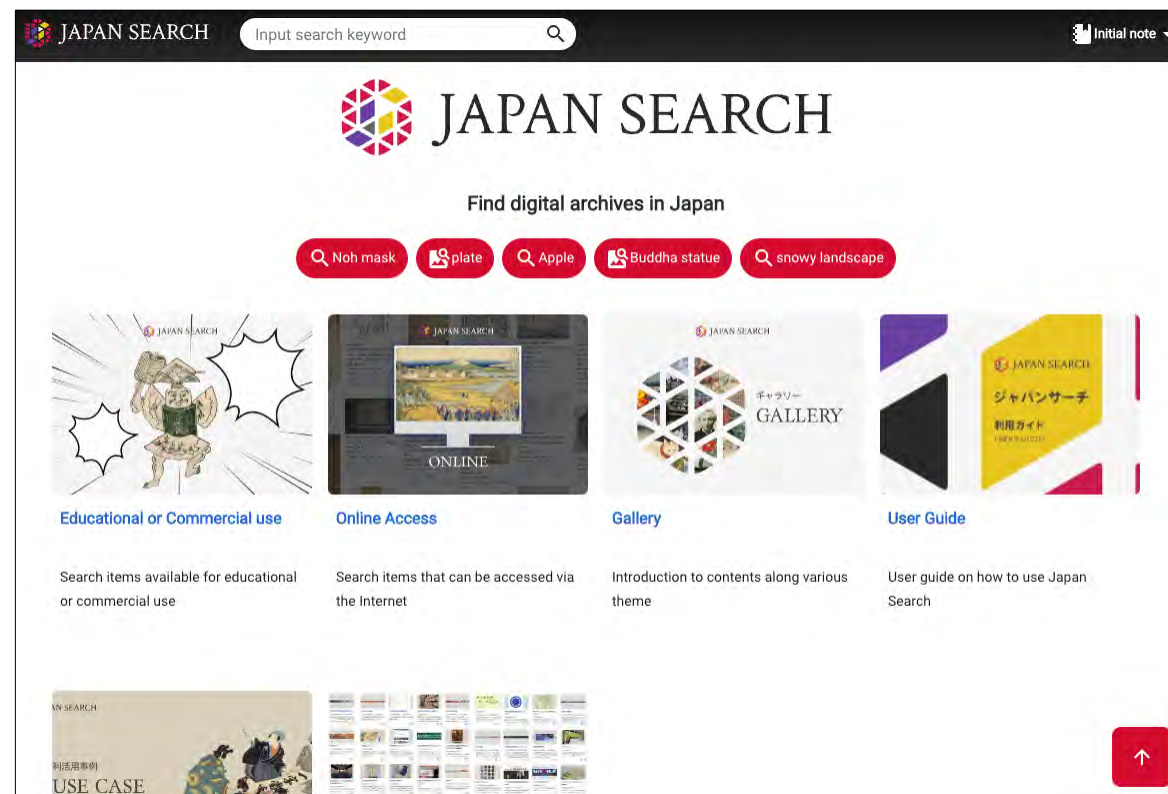 JAPAN SEARCH
Input search keyword
Initial note
JAPAN SEARCH
Find digital archives in Japan
Noh mask
plate
Apple
Buddha statue
snowy landscape
JAPAN SEARCH
JAPAN SEARCH
ONLINE
JAPAN SEARCH
ギャラリー
GALLERY
JAPAN SEARCH
ジャパンサーチ
利用ガイド
USER'S GUIDE
Educational or Commercial use
Online Access
Gallery
User Guide
Search items available for educational
or commercial use
Search items that can be accessed via
the Internet
Introduction to contents along various
theme
User guide on how to use Japan
Search
AN SEARCH
利活用事例
USE CASE